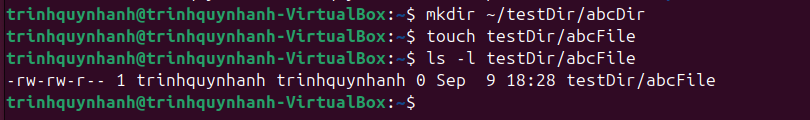 trinhquynhanh@trinhquynhanh-VirtualBox:~$ mkdir ~/testDir/abcDir
trinhquynhanh@trinhquynhanh-VirtualBox:~$ touch testDir/abcFile
trinhquynhanh@trinhquynhanh-VirtualBox:~$ ls -l testDir/abcFile
-rw-rw-r-- 1 trinhquynhanh trinhquynhanh 0 Sep  9 18:28 testDir/abcFile
trinhquynhanh@trinhquynhanh-VirtualBox:~$